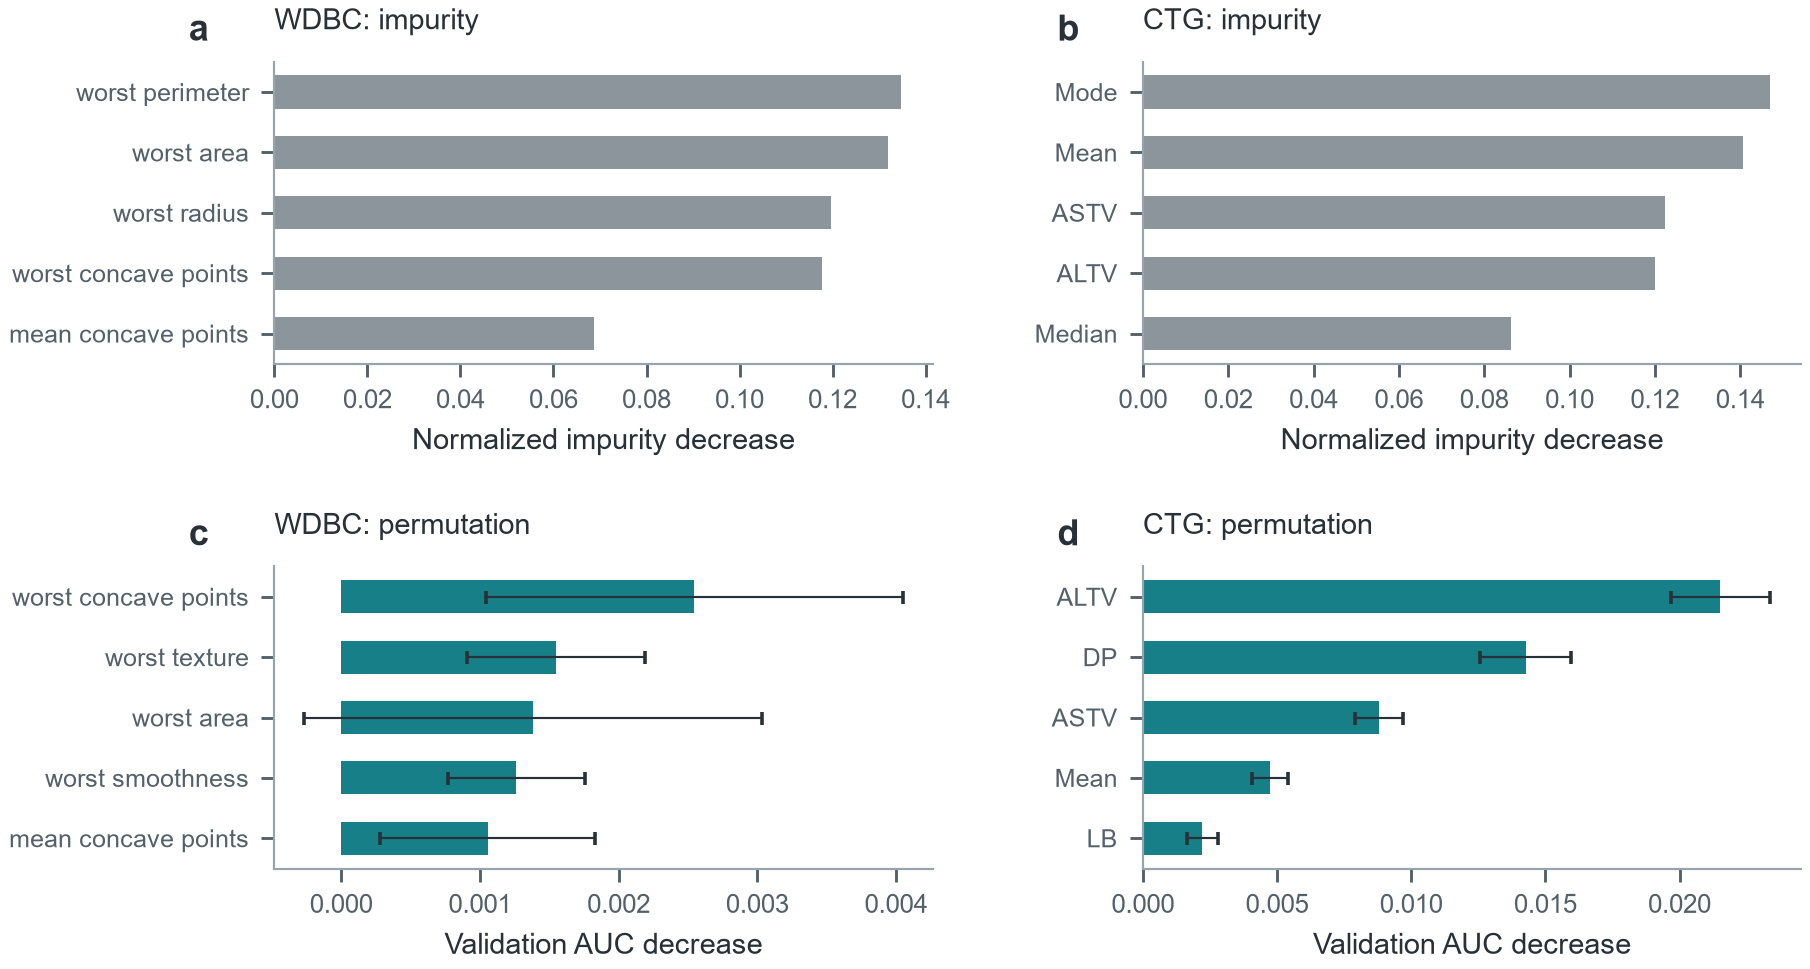 a
WDBC: impurity
worst perimeter
worst area
worst radius
worst concave points
mean concave points
0.00 0.02 0.04 0.06 0.08 0.10 0.12 0.14
Normalized impurity decrease
b
CTG: impurity
Mode
Mean
ASTV
ALTV
Median
0.00 0.02 0.04 0.06 0.08 0.10 0.12 0.14
Normalized impurity decrease
c
WDBC: permutation
worst concave points
worst texture
worst area
worst smoothness
mean concave points
0.000 0.001 0.002 0.003 0.004
Validation AUC decrease
d
CTG: permutation
ALTV
DP
ASTV
Mean
LB
0.000 0.005 0.010 0.015 0.020
Validation AUC decrease